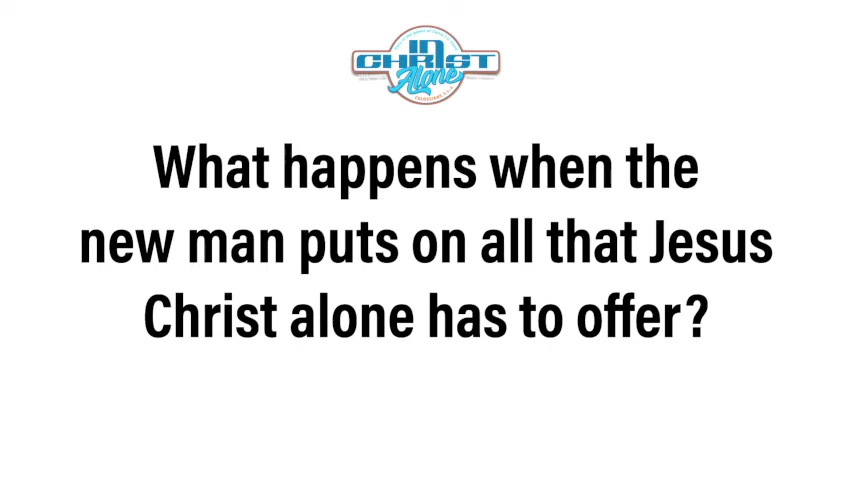 IN
CHRIST
Alone
COLOSSIANS
What happens when the
new man puts on all that Jesus
Christ alone has to offer?